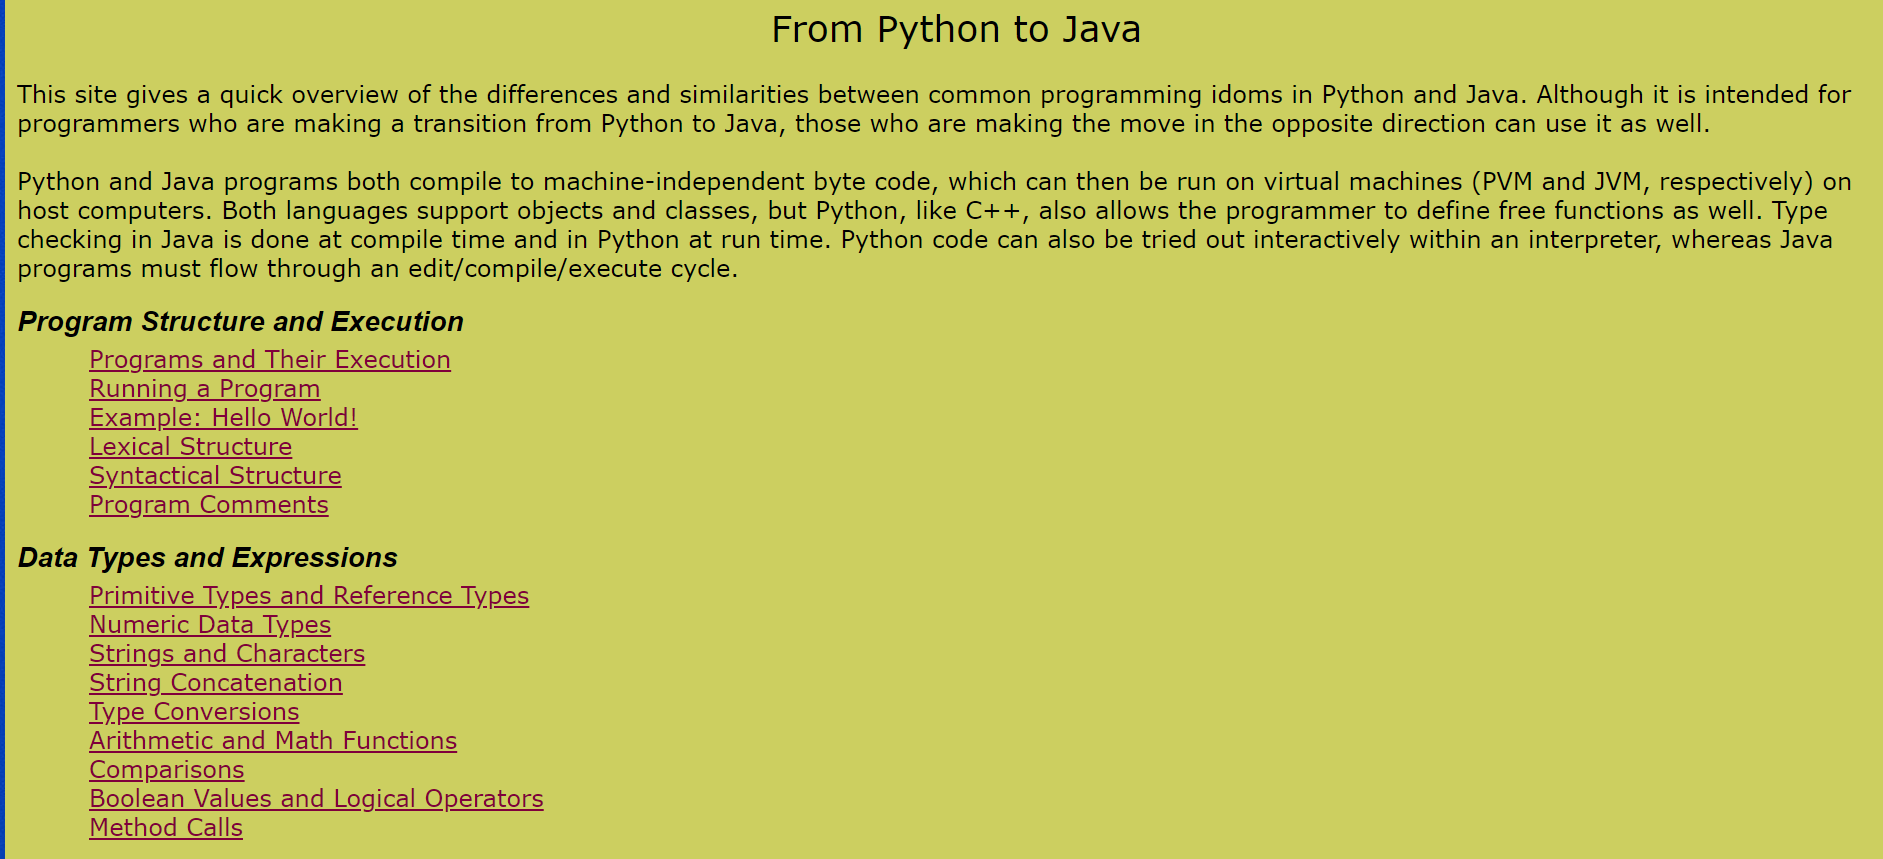 From Python to Java
This site gives a quick overview of the differences and similarities between common programming idoms in Python and Java. Although it is intended for
programmers who are making a transition from Python to Java, those who are making the move in the opposite direction can use it as well.
Python and Java programs both compile to machine-independent byte code, which can then be run on virtual machines (PVM and JVM, respectively) on
host computers. Both languages support objects and classes, but Python, like C++, also allows the programmer to define free functions as well. Type
checking in Java is done at compile time and in Python at run time. Python code can also be tried out interactively within an interpreter, whereas Java
programs must flow through an edit/compile/execute cycle.
Program Structure and Execution
Programs and Their Execution
Running a Program
Example: Hello World!
Lexical Structure
Syntactical Structure
Program Comments
Data Types and Expressions
Primitive Types and Reference Types
Numeric Data Types
Strings and Characters
String Concatenation
Type Conversions
Arithmetic and Math Functions
Comparisons
Boolean Values and Logical Operators
Method Calls